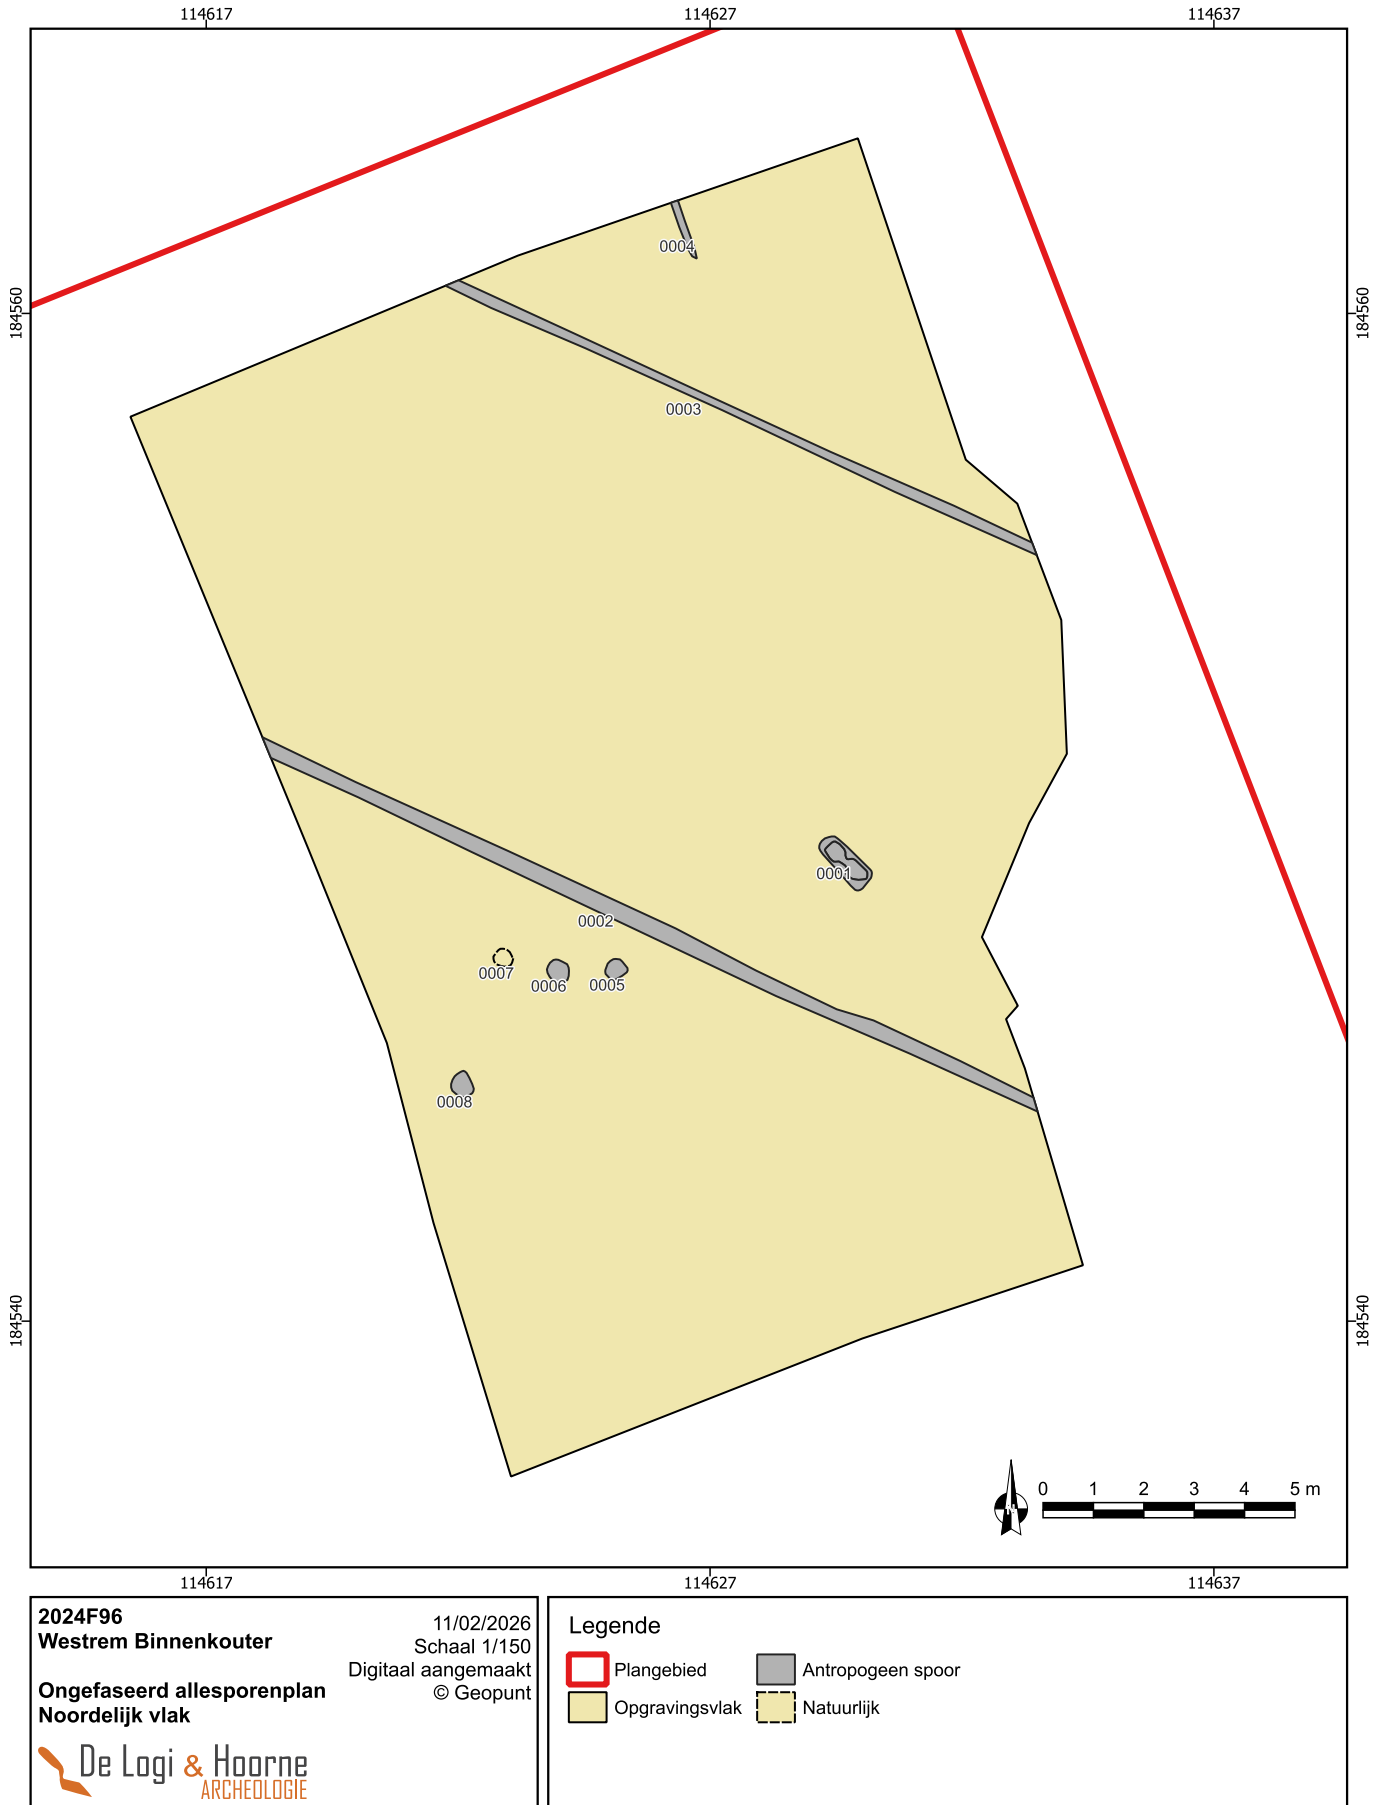 114617
114627
114637
184560
184560
0004
0003
0001
0002
0007
0006
0005
0008
184540
184540
N
0 1 2 3 4 5 m
114617
114627
114637
2024F96
Westrem Binnenkouter
Ongefaseerd allesporenplan
Noordelijk vlak
11/02/2026
Schaal 1/150
Digitaal aangemaakt
© Geopunt
De Logi & Hoorne
ARCHEOLOGIE
Legende
Plangebied
Antropogeen spoor
Opgravingsvlak
Natuurlijk